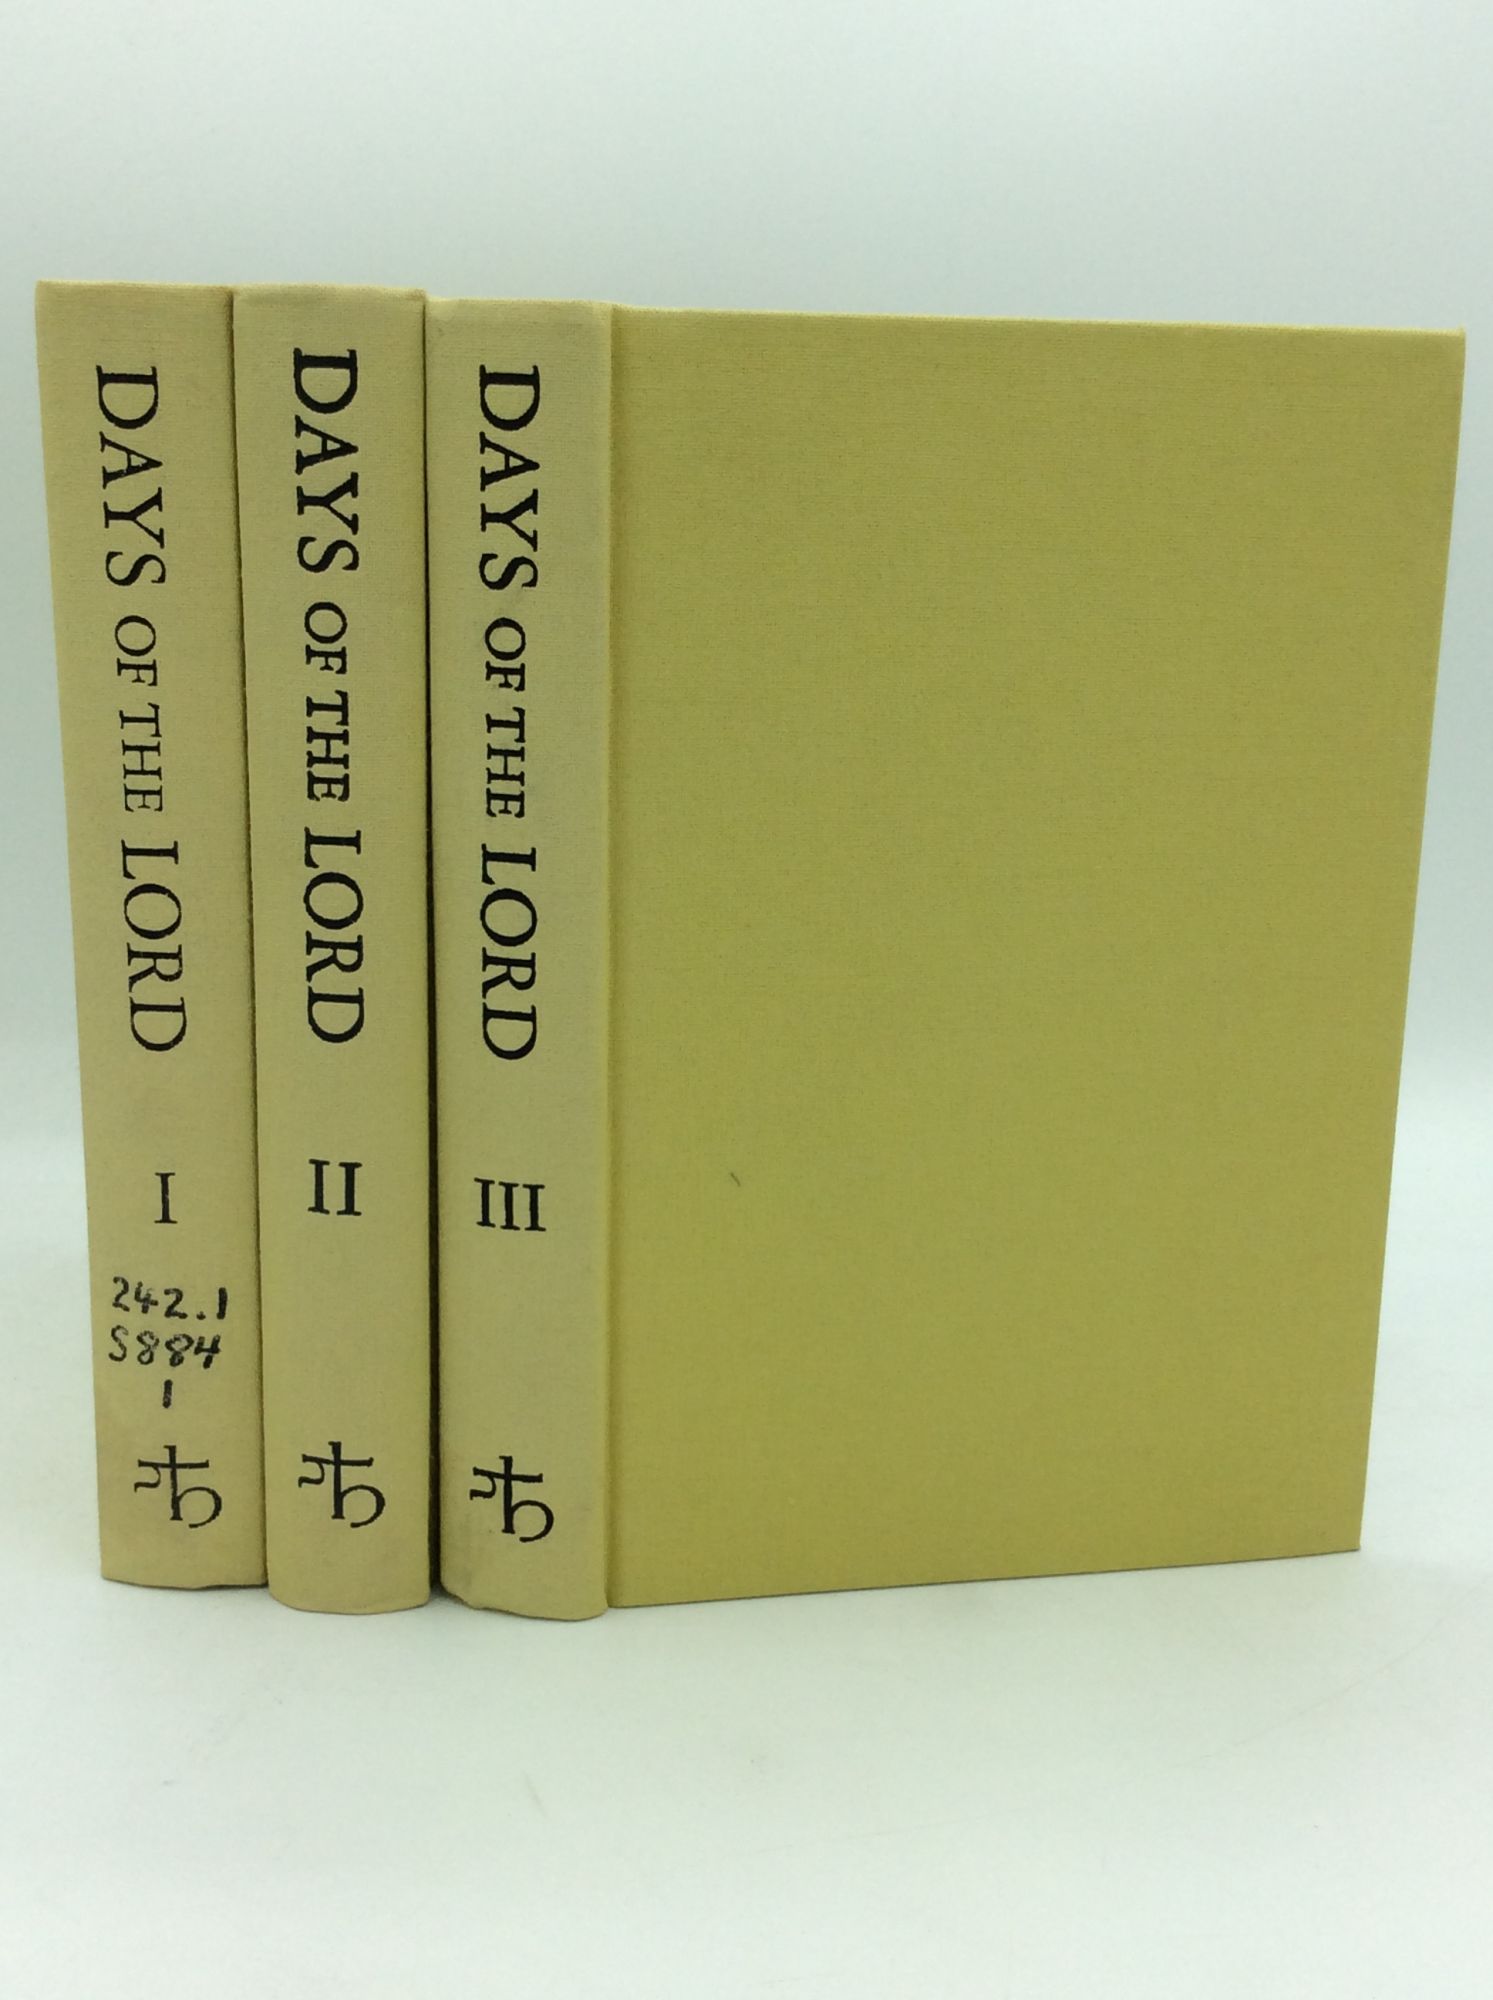 DAYS OF THE LORD
I
242.1
S884
1
DAYS OF THE LORD
II
DAYS OF THE LORD
III